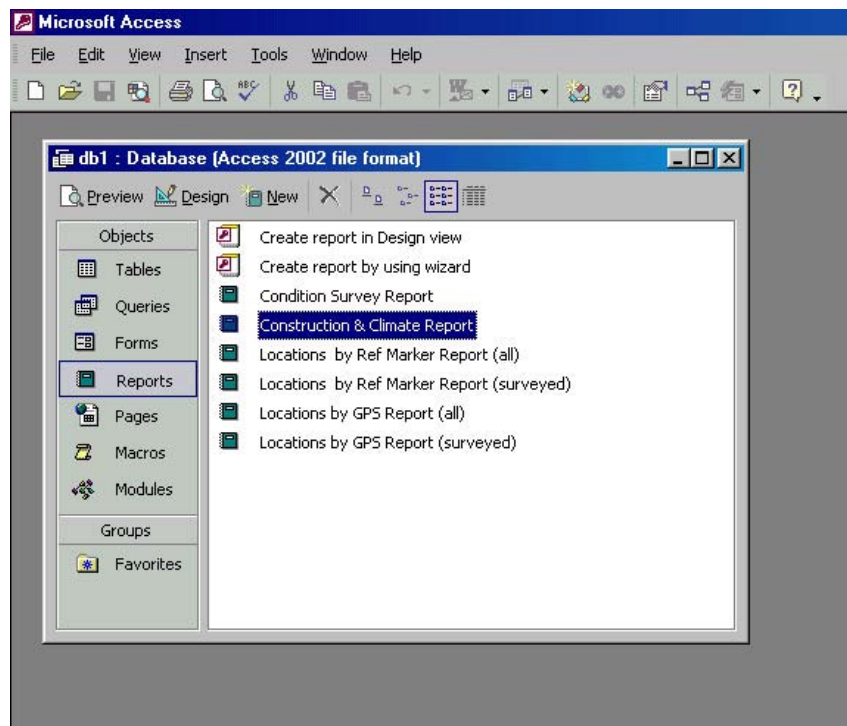 Microsoft Access
File Edit View Insert Tools Window Help
ABC
db1 : Database (Access 2002 file format)
Preview Design New
Objects
Tables
Queries
Forms
Reports
Pages
Macros
Modules
Groups
Favorites
Create report in Design view
Create report by using wizard
Condition Survey Report
Construction & Climate Report
Locations by Ref Marker Report (all)
Locations by Ref Marker Report (surveyed)
Locations by GPS Report (all)
Locations by GPS Report (surveyed)